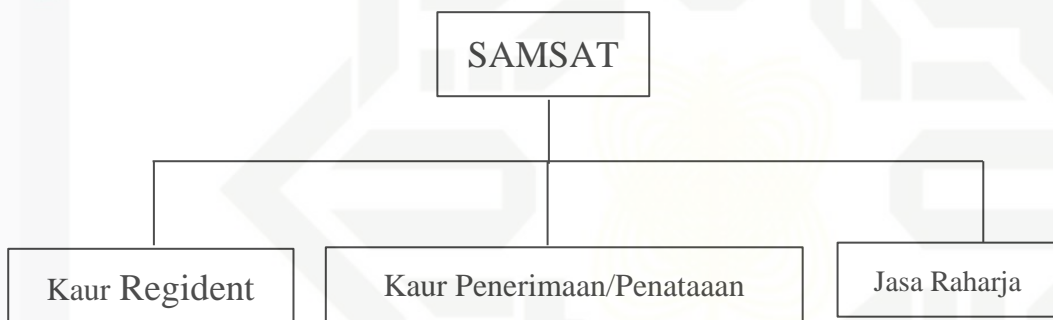 SAMSAT
Kaur Regident
Kaur Penerimaan/Penataaan
Jasa Raharja